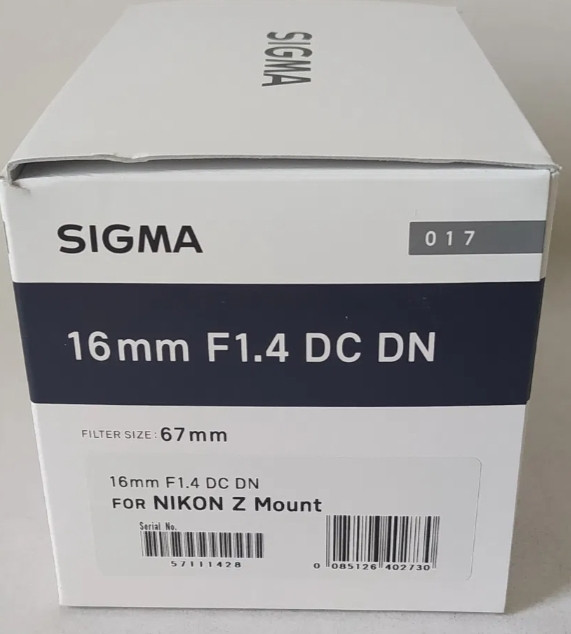 SIGMA
SIGMA
017
16mm F1.4 DC DN
FILTER SIZE: 67mm
16mm F1.4 DC DN
FOR NIKON Z Mount
Serial No.
57111428
0 085126 402730